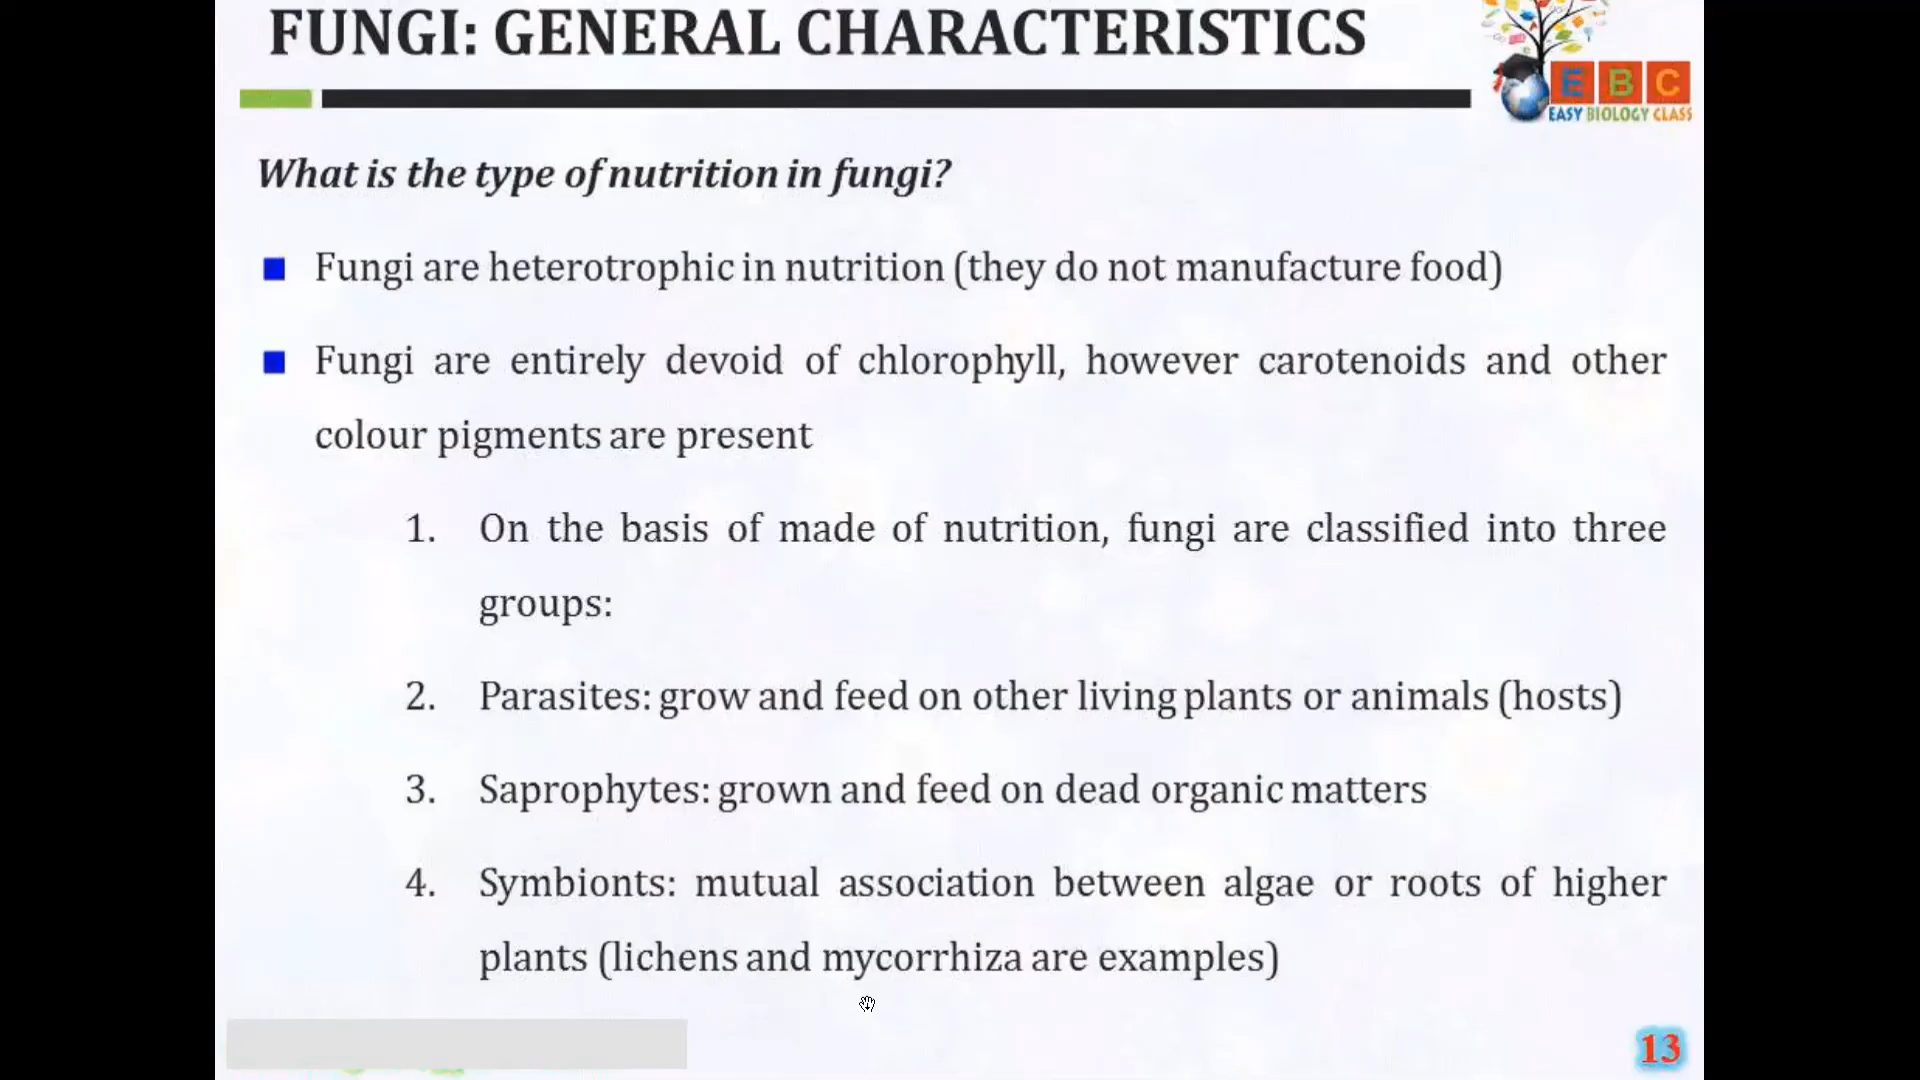 FUNGI: GENERAL CHARACTERISTICS
E B C
EASY BIOLOGY CLASS
What is the type of nutrition in fungi?
Fungi are heterotrophic in nutrition (they do not manufacture food)
Fungi are entirely devoid of chlorophyll, however carotenoids and other
colour pigments are present
1. On the basis of made of nutrition, fungi are classified into three
groups:
2. Parasites: grow and feed on other living plants or animals (hosts)
3. Saprophytes: grown and feed on dead organic matters
4. Symbionts: mutual association between algae or roots of higher
plants (lichens and mycorrhiza are examples)
13